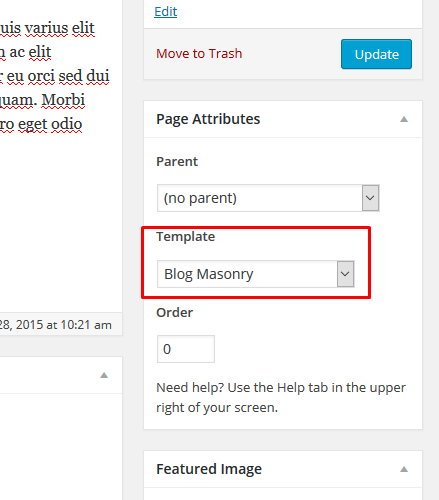 uis varius elit
n ac elit
r eu orci sed dui
quam. Morbi
ro eget odio
28, 2015 at 10:21 am
Edit
Move to Trash
Update
Page Attributes
Parent
(no parent)
Template
Blog Masonry
Order
0
Need help? Use the Help tab in the upper
right of your screen.
Featured Image